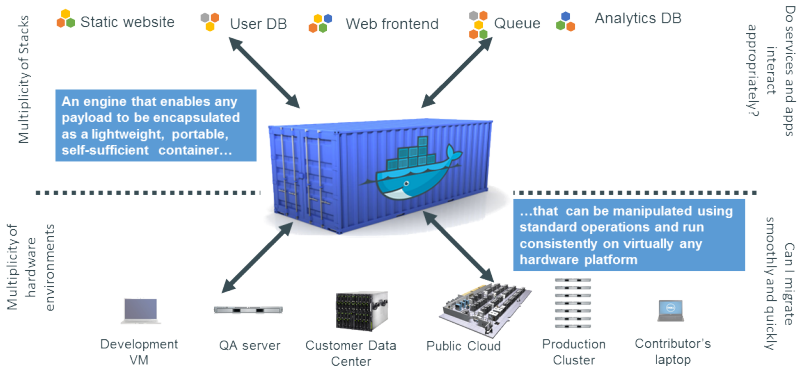 Static website
User DB
Web frontend
Queue
Analytics DB
Multiplicity of Stacks
Do services and apps
interact
appropriately?
An engine that enables any
payload to be encapsulated
as a lightweight, portable,
self-sufficient container…
…that can be manipulated using
standard operations and run
consistently on virtually any
hardware platform
Multiplicity of
hardware
environments
Can I migrate
smoothly and quickly
Development
VM
QA server
Customer Data
Center
Public Cloud
Production
Cluster
Contributor's
laptop